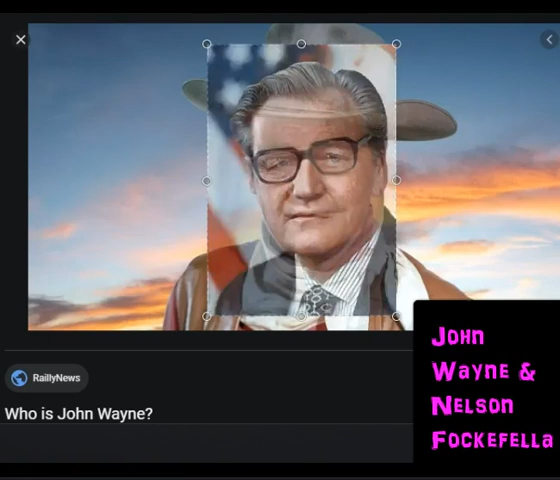 RaillyNews
Who is John Wayne?
John
Wayne &
Nelson
Fockefella